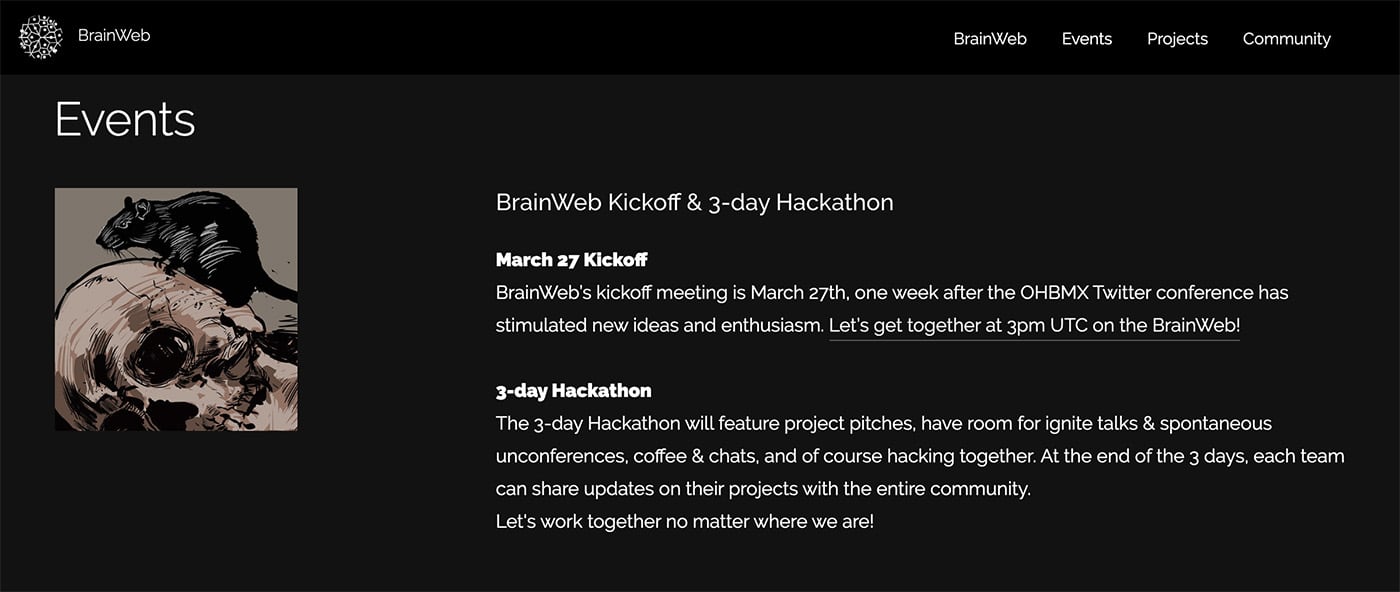 BrainWeb
BrainWeb Events Projects Community
Events
BrainWeb Kickoff & 3-day Hackathon
March 27 Kickoff
BrainWeb's kickoff meeting is March 27th, one week after the OHBMX Twitter conference has
stimulated new ideas and enthusiasm. Let's get together at 3pm UTC on the BrainWeb!
3-day Hackathon
The 3-day Hackathon will feature project pitches, have room for ignite talks & spontaneous
unconferences, coffee & chats, and of course hacking together. At the end of the 3 days, each team
can share updates on their projects with the entire community.
Let's work together no matter where we are!